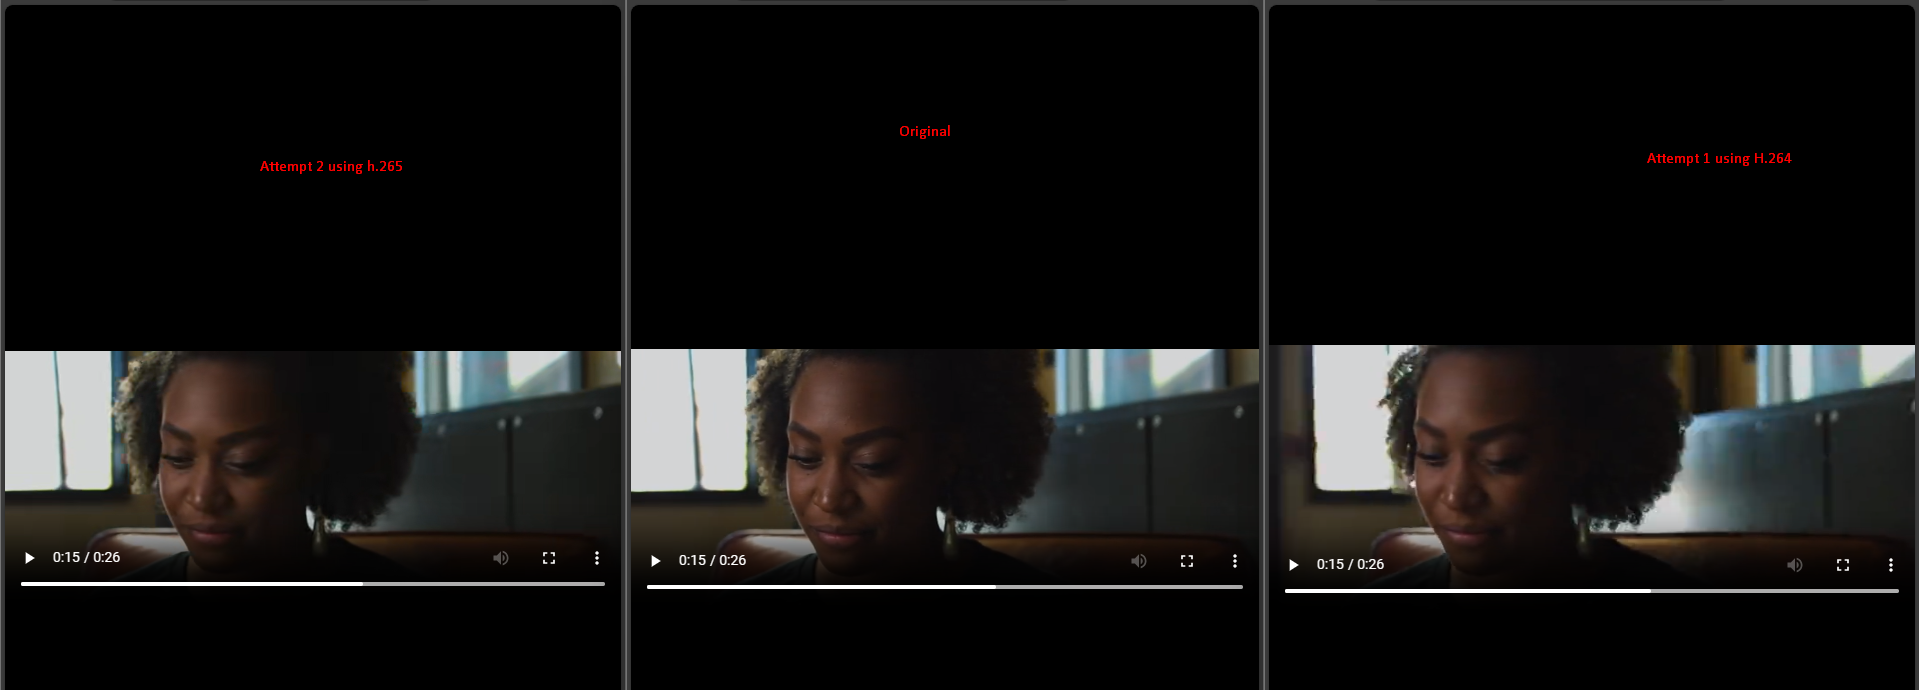 Attempt 2 using h.265
Original
Attempt 1 using H.264
0:15 / 0:26
0:15 / 0:26
0:15 / 0:26